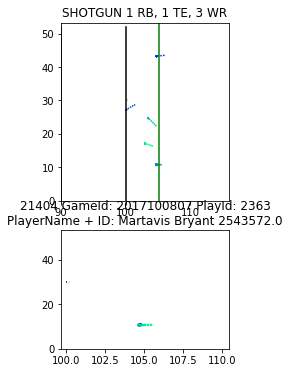 SHOTGUN 1 RB, 1 TE, 3 WR
50
40
30
20
10
0
90 100 110
21404 GameId: 2017100807 PlayId: 2363
PlayerName + ID: Martavis Bryant 2543572.0
40
20
0
100.0 102.5 105.0 107.5 110.0